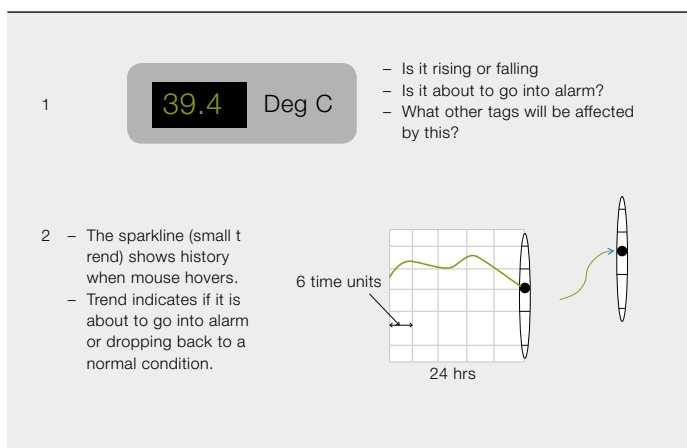 1
39.4 Deg C
– Is it rising or falling
– Is it about to go into alarm?
– What other tags will be affected
by this?
2 – The sparkline (small t
rend) shows history
when mouse hovers.
– Trend indicates if it is
about to go into alarm
or dropping back to a
normal condition.
6 time units
24 hrs